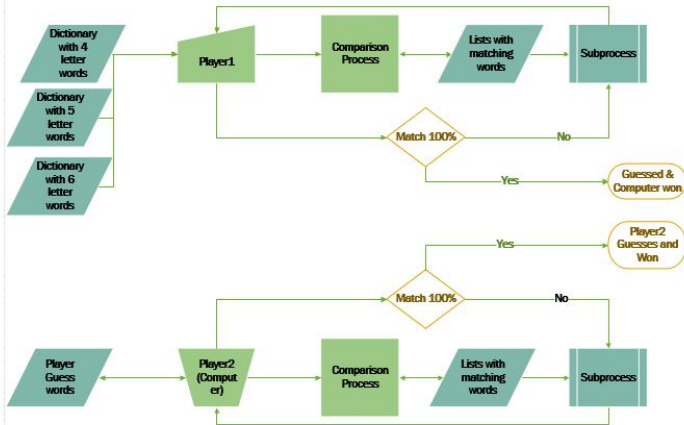 Dictionary
with 4
letter
words
Player1
Comparison
Process
Lists with
matching
words
Subprocess
Dictionary
with 5
letter
words
Match 100%
No
Dictionary
with 6
letter
words
Yes
Guessed &
Computer won
Yes
Player2
Guesses and
Won
Match 100%
No
Player
Guess
words
Player2
(Comput
er)
Comparison
Process
Lists with
matching
words
Subprocess